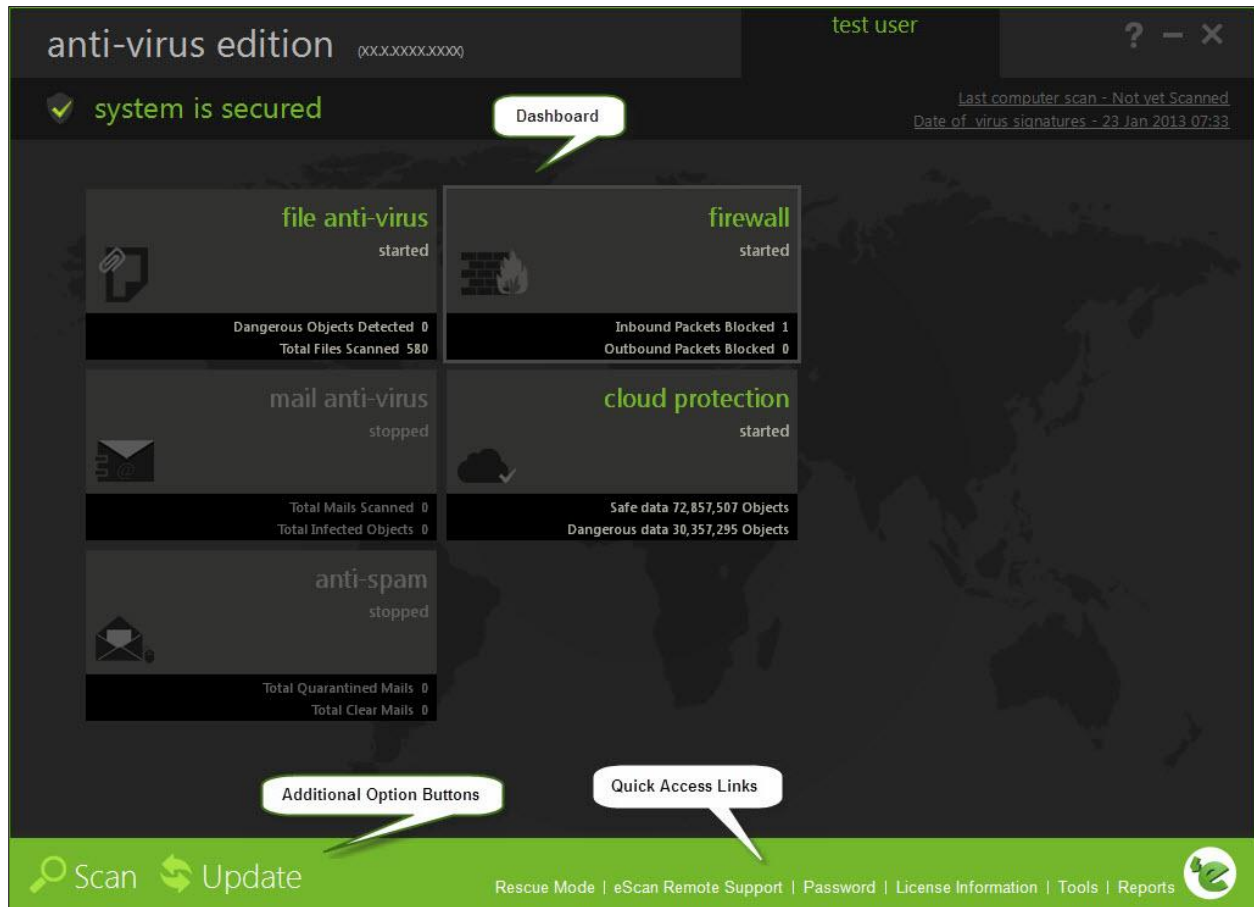 anti-virus edition (XX.X.XXXX.XXXX)
test user
? – ×
system is secured
Last computer scan - Not yet Scanned
Date of virus signatures - 23 Jan 2013 07:33
Dashboard
file anti-virus
started
Dangerous Objects Detected 0
Total Files Scanned 580
firewall
started
Inbound Packets Blocked 1
Outbound Packets Blocked 0
mail anti-virus
stopped
Total Mails Scanned 0
Total Infected Objects 0
cloud protection
started
Safe data 72,857,507 Objects
Dangerous data 30,357,295 Objects
anti-spam
stopped
Total Quarantined Mails 0
Total Clear Mails 0
Additional Option Buttons
Quick Access Links
Scan Update
Rescue Mode | eScan Remote Support | Password | License Information | Tools | Reports